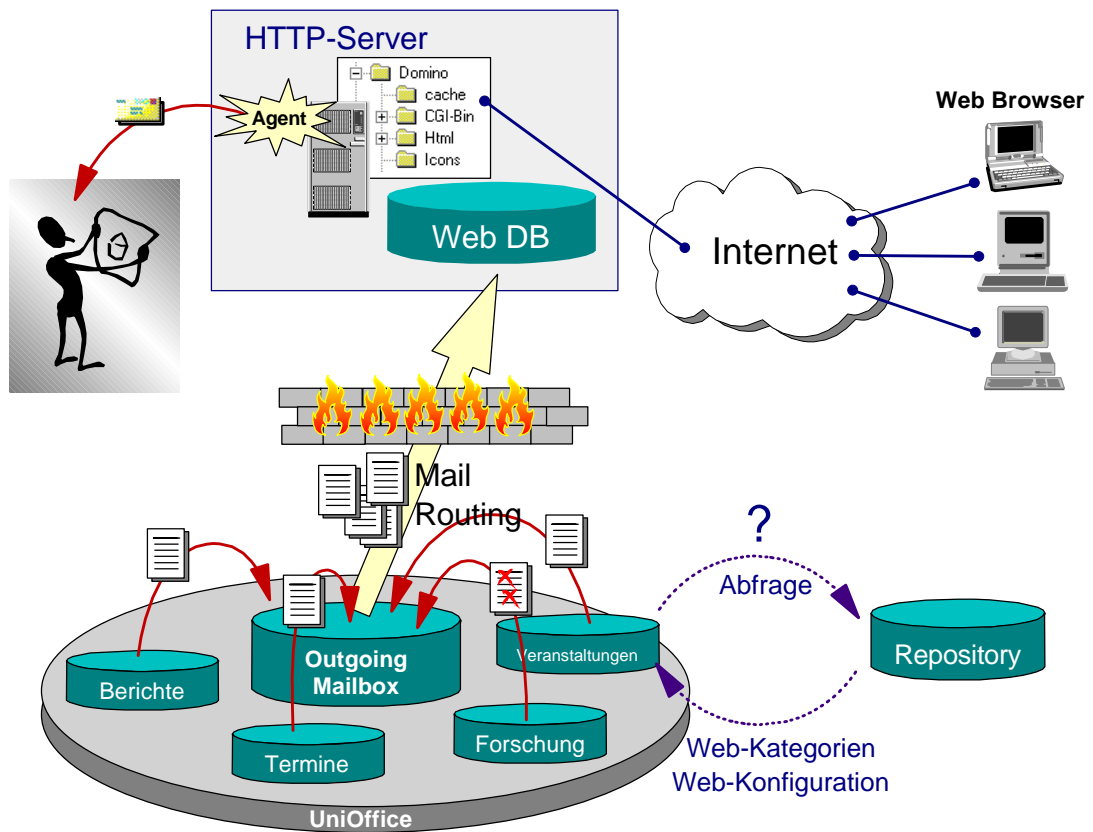 HTTP-Server
Domino
cache
CGI-Bin
Html
Icons
Agent
Web DB
Web Browser
Internet
Mail
Routing
?
Abfrage
Outgoing
Mailbox
Veranstaltungen
Berichte
Repository
Termine
Forschung
Web-Kategorien
Web-Konfiguration
UniOffice